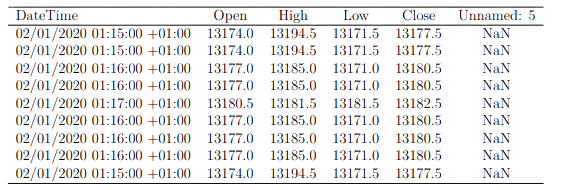 DateTime Open High Low Close Unnamed: 5
02/01/2020 01:15:00 +01:00 13174.0 13194.5 13171.5 13177.5 NaN
02/01/2020 01:15:00 +01:00 13174.0 13194.5 13171.5 13177.5 NaN
02/01/2020 01:16:00 +01:00 13177.0 13185.0 13171.0 13180.5 NaN
02/01/2020 01:16:00 +01:00 13177.0 13185.0 13171.0 13180.5 NaN
02/01/2020 01:17:00 +01:00 13180.5 13181.5 13181.5 13182.5 NaN
02/01/2020 01:16:00 +01:00 13177.0 13185.0 13171.0 13180.5 NaN
02/01/2020 01:16:00 +01:00 13177.0 13185.0 13171.0 13180.5 NaN
02/01/2020 01:16:00 +01:00 13177.0 13185.0 13171.0 13180.5 NaN
02/01/2020 01:15:00 +01:00 13174.0 13194.5 13171.5 13177.5 NaN